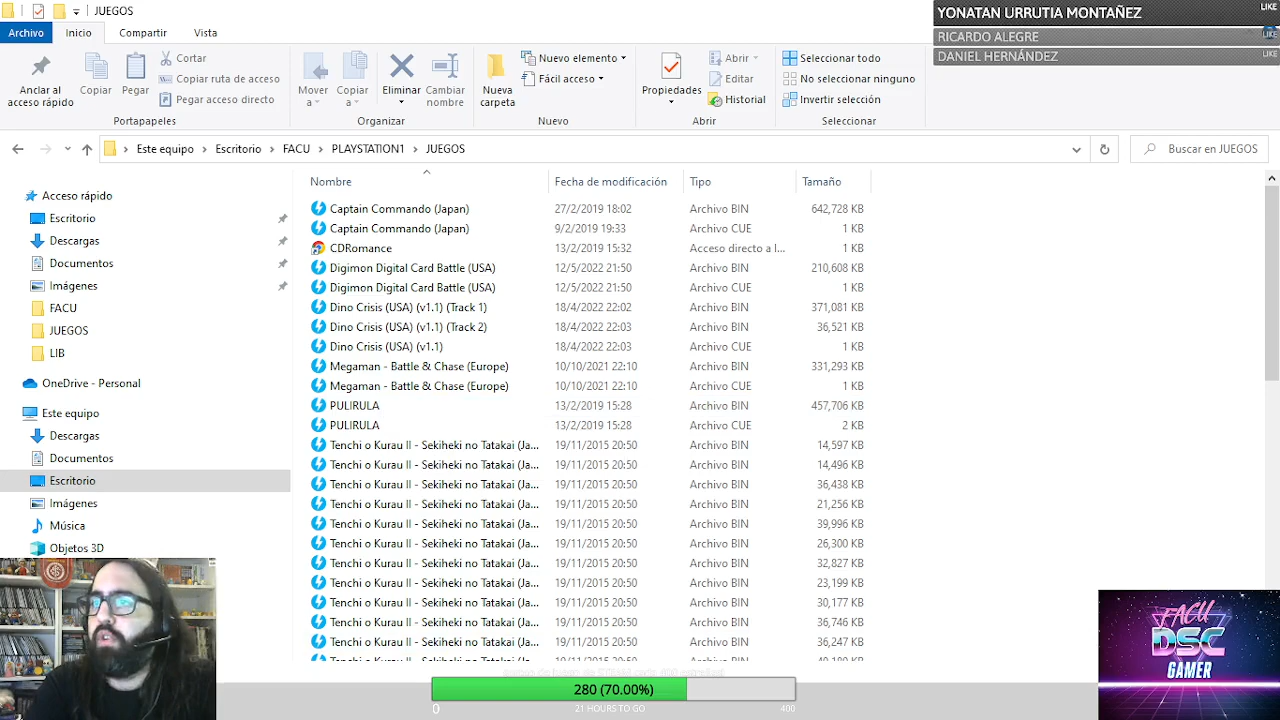 JUEGOS
YONATAN URRUTIA MONTAÑEZ
LIKE
RICARDO ALEGRE
LIKE
DANIEL HERNÁNDEZ
LIKE
Archivo Inicio Compartir Vista
Anclar al acceso rápido
Copiar
Pegar
Cortar
Copiar ruta de acceso
Pegar acceso directo
Portapapeles
Mover a
Copiar a
Eliminar
Cambiar nombre
Organizar
Nueva carpeta
Nuevo elemento
Fácil acceso
Nuevo
Propiedades
Abrir
Editar
Historial
Abrir
Seleccionar todo
No seleccionar ninguno
Invertir selección
Seleccionar
Este equipo > Escritorio > FACU > PLAYSTATION1 > JUEGOS
Buscar en JUEGOS
Acceso rápido
Escritorio
Descargas
Documentos
Imágenes
FACU
JUEGOS
LIB
OneDrive - Personal
Este equipo
Descargas
Documentos
Escritorio
Imágenes
Música
Objetos 3D
Nombre Fecha de modificación Tipo Tamaño
Captain Commando (Japan) 27/2/2019 18:02 Archivo BIN 642,728 KB
Captain Commando (Japan) 9/2/2019 19:33 Archivo CUE 1 KB
CDRomance 13/2/2019 15:32 Acceso directo a I... 1 KB
Digimon Digital Card Battle (USA) 12/5/2022 21:50 Archivo BIN 210,608 KB
Digimon Digital Card Battle (USA) 12/5/2022 21:50 Archivo CUE 1 KB
Dino Crisis (USA) (v1.1) (Track 1) 18/4/2022 22:02 Archivo BIN 371,081 KB
Dino Crisis (USA) (v1.1) (Track 2) 18/4/2022 22:03 Archivo BIN 36,521 KB
Dino Crisis (USA) (v1.1) 18/4/2022 22:03 Archivo CUE 1 KB
Megaman - Battle & Chase (Europe) 10/10/2021 22:10 Archivo BIN 331,293 KB
Megaman - Battle & Chase (Europe) 10/10/2021 22:10 Archivo CUE 1 KB
PULIRULA 13/2/2019 15:28 Archivo BIN 457,706 KB
PULIRULA 13/2/2019 15:28 Archivo CUE 2 KB
Tenchi o Kurau II - Sekiheki no Tatakai (Ja... 19/11/2015 20:50 Archivo BIN 14,597 KB
Tenchi o Kurau II - Sekiheki no Tatakai (Ja... 19/11/2015 20:50 Archivo BIN 14,496 KB
Tenchi o Kurau II - Sekiheki no Tatakai (Ja... 19/11/2015 20:50 Archivo BIN 36,438 KB
Tenchi o Kurau II - Sekiheki no Tatakai (Ja... 19/11/2015 20:50 Archivo BIN 21,256 KB
Tenchi o Kurau II - Sekiheki no Tatakai (Ja... 19/11/2015 20:50 Archivo BIN 39,996 KB
Tenchi o Kurau II - Sekiheki no Tatakai (Ja... 19/11/2015 20:50 Archivo BIN 26,300 KB
Tenchi o Kurau II - Sekiheki no Tatakai (Ja... 19/11/2015 20:50 Archivo BIN 32,827 KB
Tenchi o Kurau II - Sekiheki no Tatakai (Ja... 19/11/2015 20:50 Archivo BIN 23,199 KB
Tenchi o Kurau II - Sekiheki no Tatakai (Ja... 19/11/2015 20:50 Archivo BIN 30,177 KB
Tenchi o Kurau II - Sekiheki no Tatakai (Ja... 19/11/2015 20:50 Archivo BIN 36,746 KB
Tenchi o Kurau II - Sekiheki no Tatakai (Ja... 19/11/2015 20:50 Archivo BIN 36,247 KB
280 (70.00%)
0 21 HOURS TO GO 400
FACU
DSC
GAMER